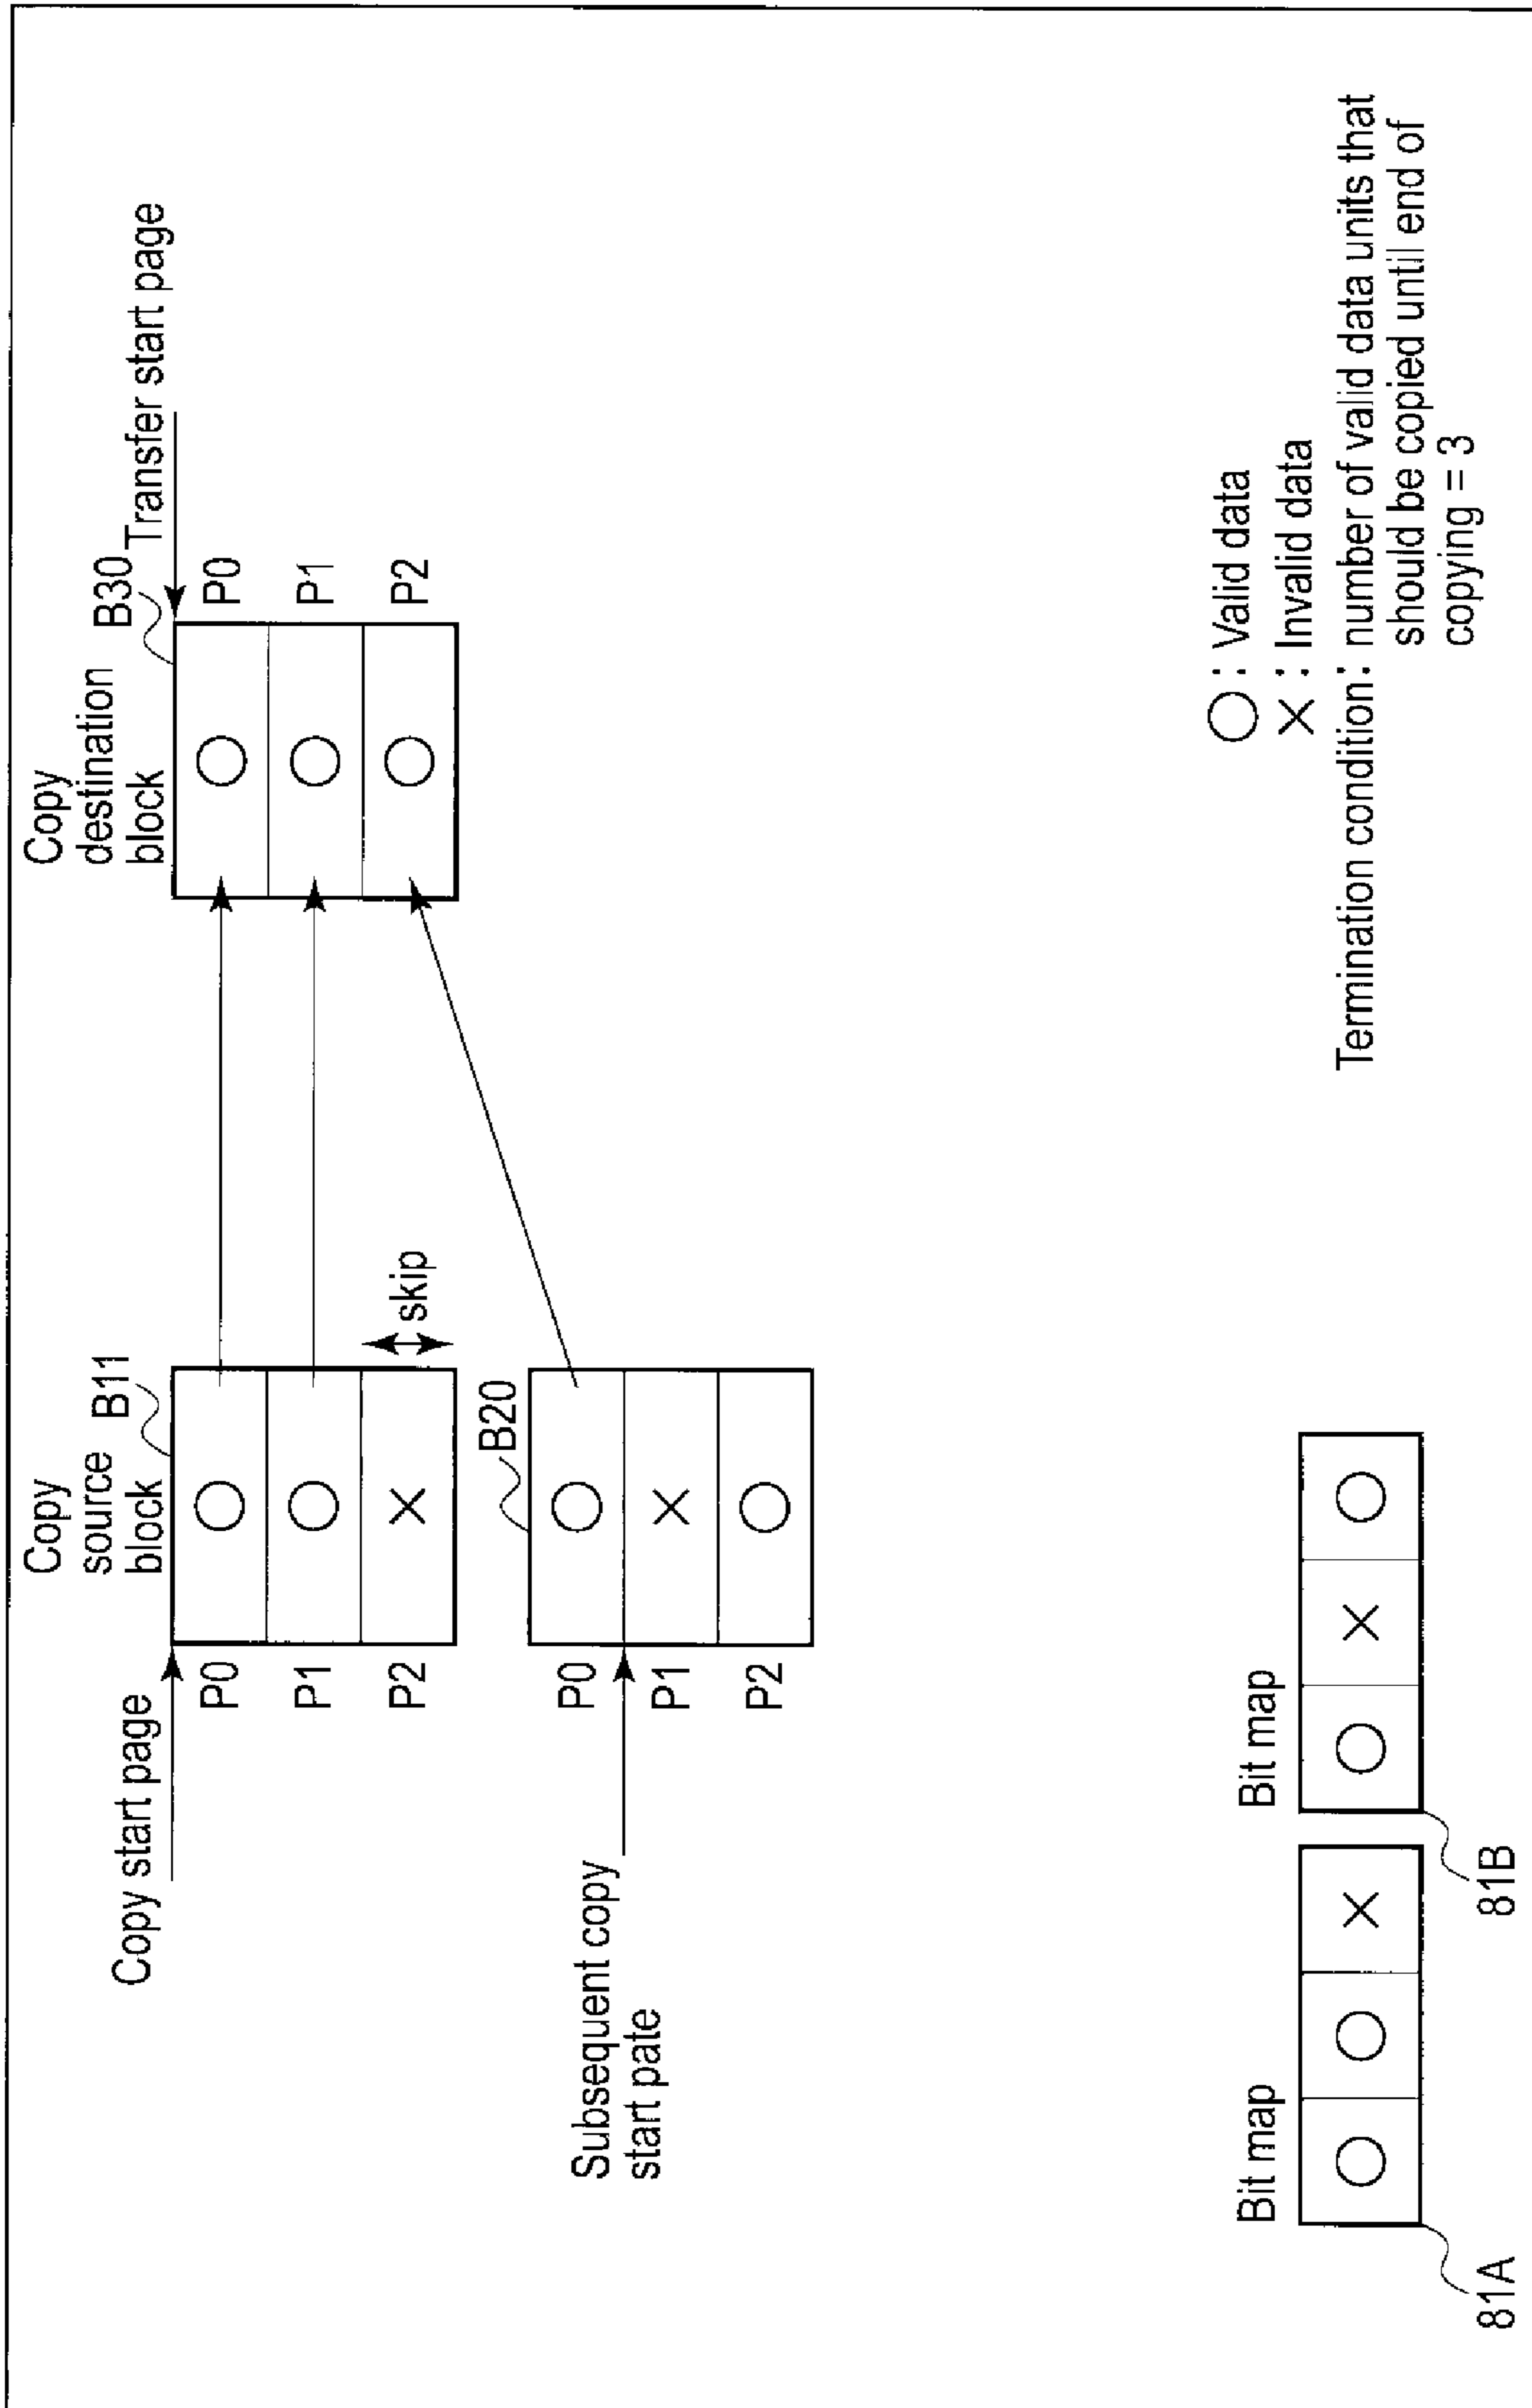 Copy
source
block
B11
Copy
destination
block
B30
Copy start page
Transfer start page
P0
P1
P2
skip
P0
P1
P2
B20
Subsequent copy
start pate
P0
P1
P2
Bit map
81A
Bit map
81B
○ : Valid data
× : Invalid data
Termination condition: number of valid data units that
should be copied until end of
copying = 3